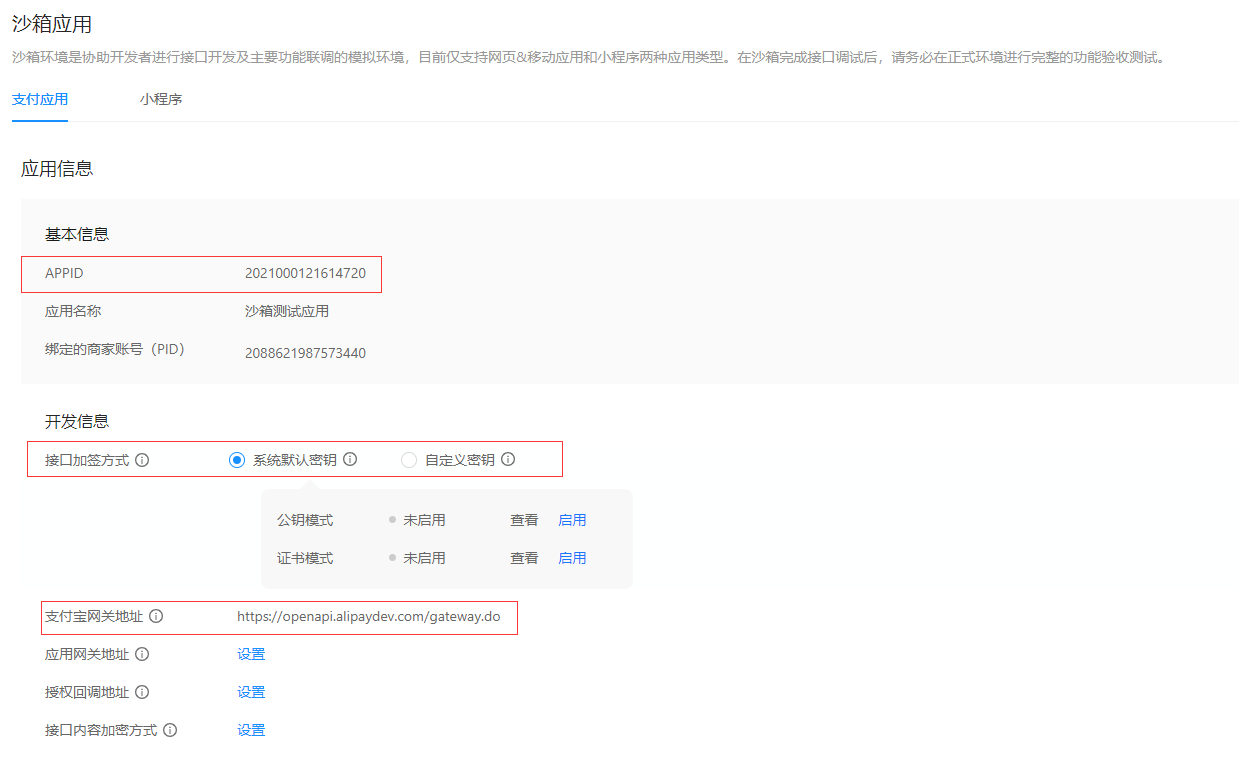 沙箱应用
沙箱环境是协助开发者进行接口开发及主要功能联调的模拟环境，目前仅支持网页&移动应用和小程序两种应用类型。在沙箱完成接口调试后，请务必在正式环境进行完整的功能验收测试。
支付应用 小程序
应用信息
基本信息
APPID 2021000121614720
应用名称 沙箱测试应用
绑定的商家账号（PID） 2088621987573440
开发信息
接口加签方式 系统默认密钥 自定义密钥
公钥模式 未启用 查看 启用
证书模式 未启用 查看 启用
支付宝网关地址 https://openapi.alipaydev.com/gateway.do
应用网关地址 设置
授权回调地址 设置
接口内容加密方式 设置